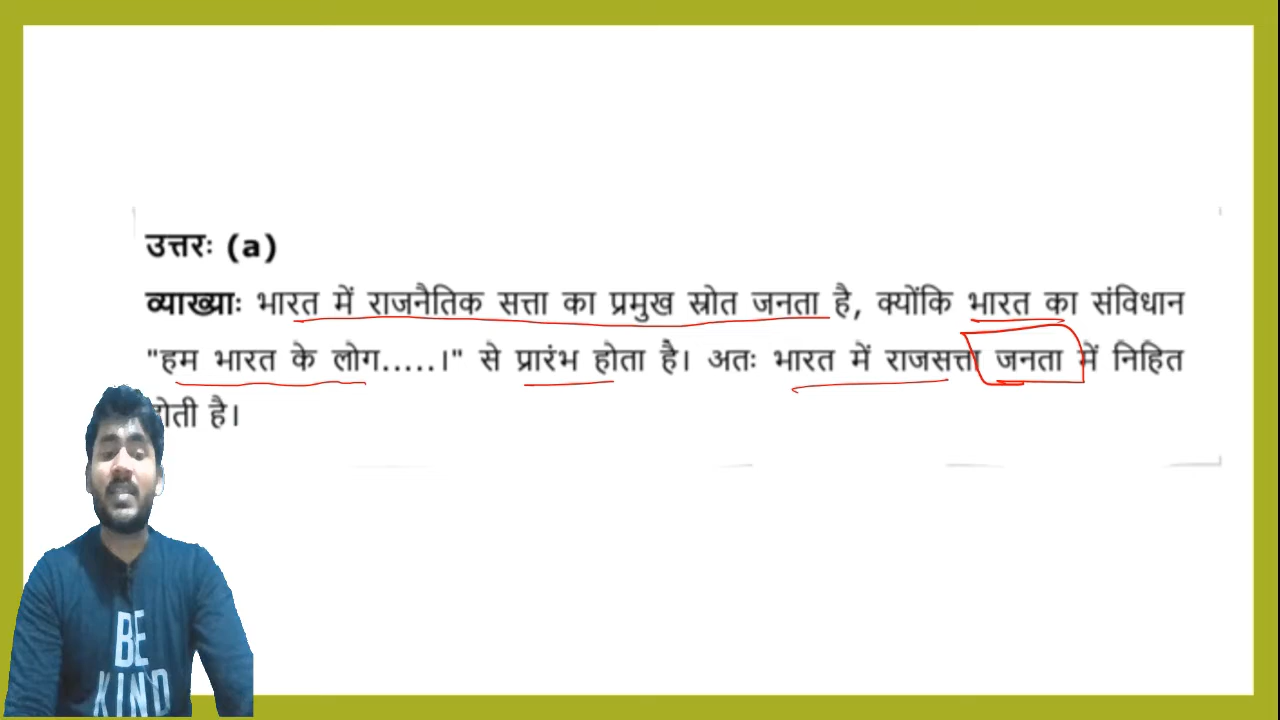 उत्तरः (a)
व्याख्याः भारत में राजनैतिक सत्ता का प्रमुख स्रोत जनता है, क्योंकि भारत का संविधान
"हम भारत के लोग.....।" से प्रारंभ होता है। अतः भारत में राजसत्ता जनता में निहित
होती है।
BE
KIND